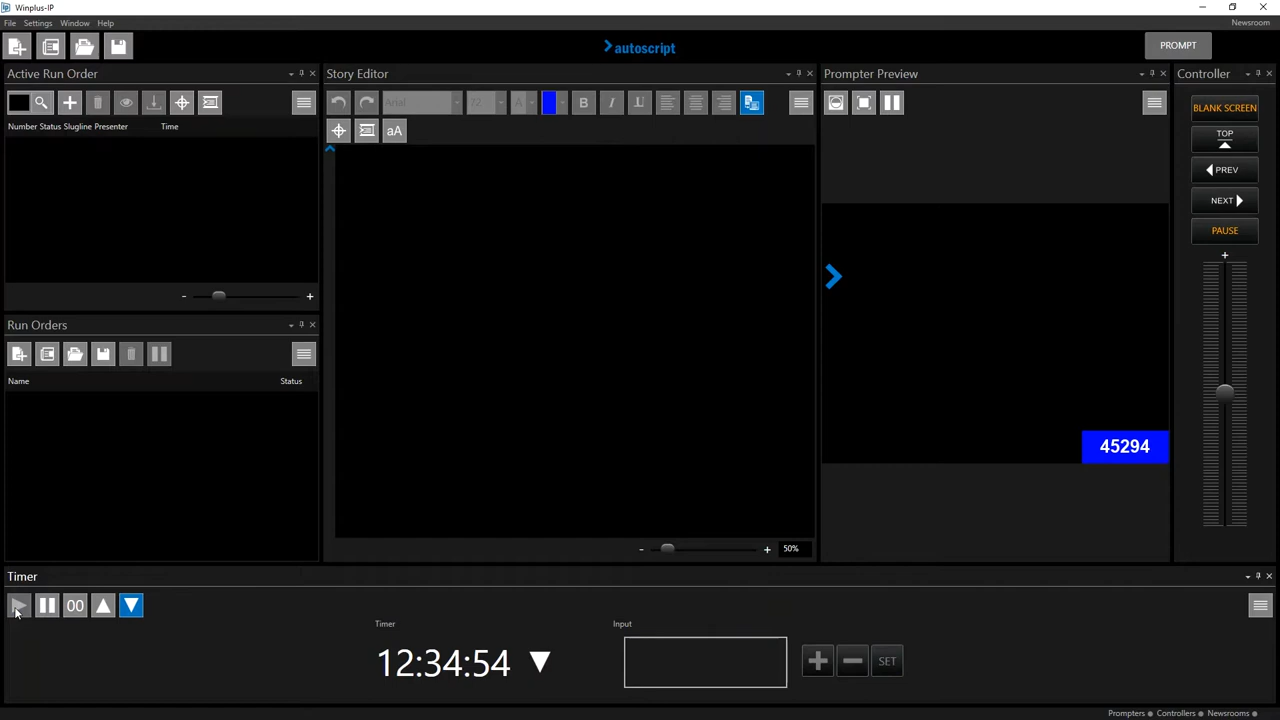 Winplus-IP
File Settings Window Help
Newsroom
autoscript
PROMPT
Active Run Order
Number Status Slugline Presenter Time
- +
Run Orders
Name Status
Story Editor
Arial 72 A B I U
aA
- + 50%
Prompter Preview
45294
Controller
BLANK SCREEN
TOP
PREV
NEXT
PAUSE
+
Timer
00
Timer
12:34:54
Input
SET
Prompters Controllers Newsrooms